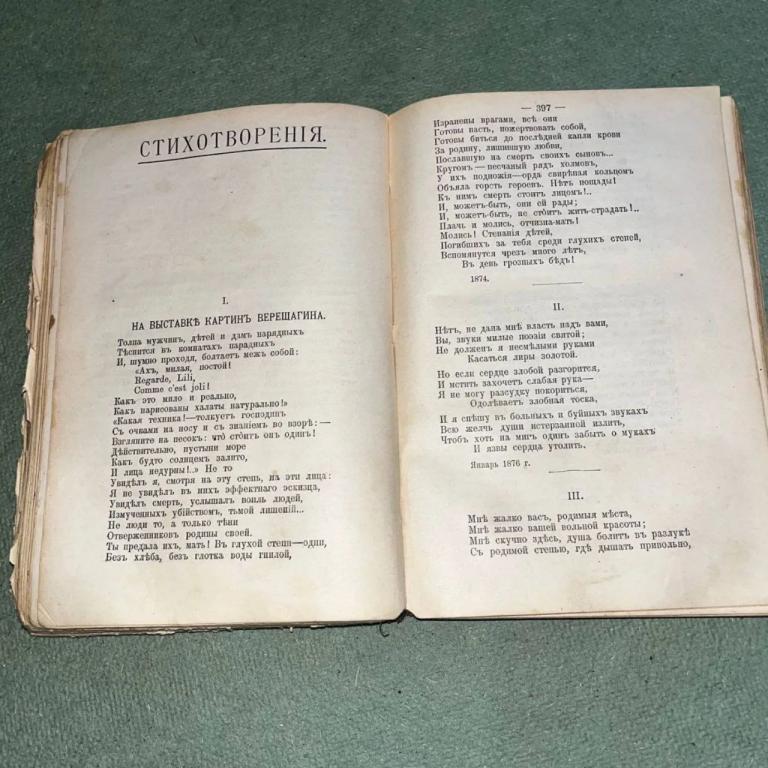 СТИХОТВОРЕНІЯ.
I.
НА ВЫСТАВКѢ КАРТИНЪ ВЕРЕЩАГИНА.
Толпа мужчинъ, дѣтей и дамъ нарядныхъ
Тѣснится въ комнатахъ парадныхъ
И, шумно проходя, болтаетъ межъ собой:
«Ахъ, милая, постой!
Regarde, Lili,
Comme c'est joli!
Какъ это мило и реально,
Какъ нарисованы халаты натурально!»
«Какая техника!—толкуетъ господинъ
Съ очками на носу и съ знаніемъ во взорѣ:—
Взгляните на песокъ: что́ сто́итъ онъ одинъ!
Дѣйствительно, пустыни море
Какъ будто солнцемъ залито,
И лица недурны!..» Не то
Увидѣлъ я, смотря на эту степь, на эти лица:
Я не увидѣлъ въ нихъ эффектнаго эскизца,
Увидѣлъ смерть, услышалъ вопль людей,
Измученныхъ убійствомъ, тьмой лишеній...
Не люди то, а только тѣни
Отверженниковъ родины своей.
Ты предала ихъ, мать! Въ глухой степи—одни,
Безъ хлѣба, безъ глотка воды гнилой,
— 397 —
Изранены врагами, всѣ они
Готовы пасть, пожертвовать собой,
Готовы биться до послѣдней капли крови
За родину, лишившую любви,
Пославшую на смерть своихъ сыновъ...
Кругомъ—песчаный рядъ холмовъ,
У ихъ подножія—орда свирѣпая кольцомъ
Объяла горсть героевъ. Нѣтъ пощады!
Къ нимъ смерть стоитъ лицомъ!..
И, можетъ-быть, они ей рады;
И, можетъ-быть, не сто́итъ жить-страдать!..
Плачь и молись, отчизна-мать!
Молись! Стенанія дѣтей,
Погибшихъ за тебя среди глухихъ степей,
Вспомянутся чрезъ много лѣтъ,
Въ день грозныхъ бѣдъ!
1874.
II.
Нѣтъ, не дана мнѣ власть надъ вами,
Вы, звуки милые поэзіи святой;
Не долженъ я несмѣлыми руками
Касаться лиры золотой.
Но если сердце злобой разгорится,
И мстить захочетъ слабая рука—
Я не могу разсудку покориться,
Одолѣваетъ злобная тоска,
И я спѣшу въ больныхъ и буйныхъ звукахъ
Всю желчь души истерзанной излить,
Чтобъ хоть на мигъ одинъ забыть о мукахъ
И язвы сердца утолить.
Январь 1876 г.
III.
Мнѣ жалко васъ, родимыя мѣста,
Мнѣ жалко вашей вольной красоты;
Мнѣ скучно здѣсь, душа болитъ въ разлукѣ
Съ родимой степью, гдѣ дышатъ привольно,